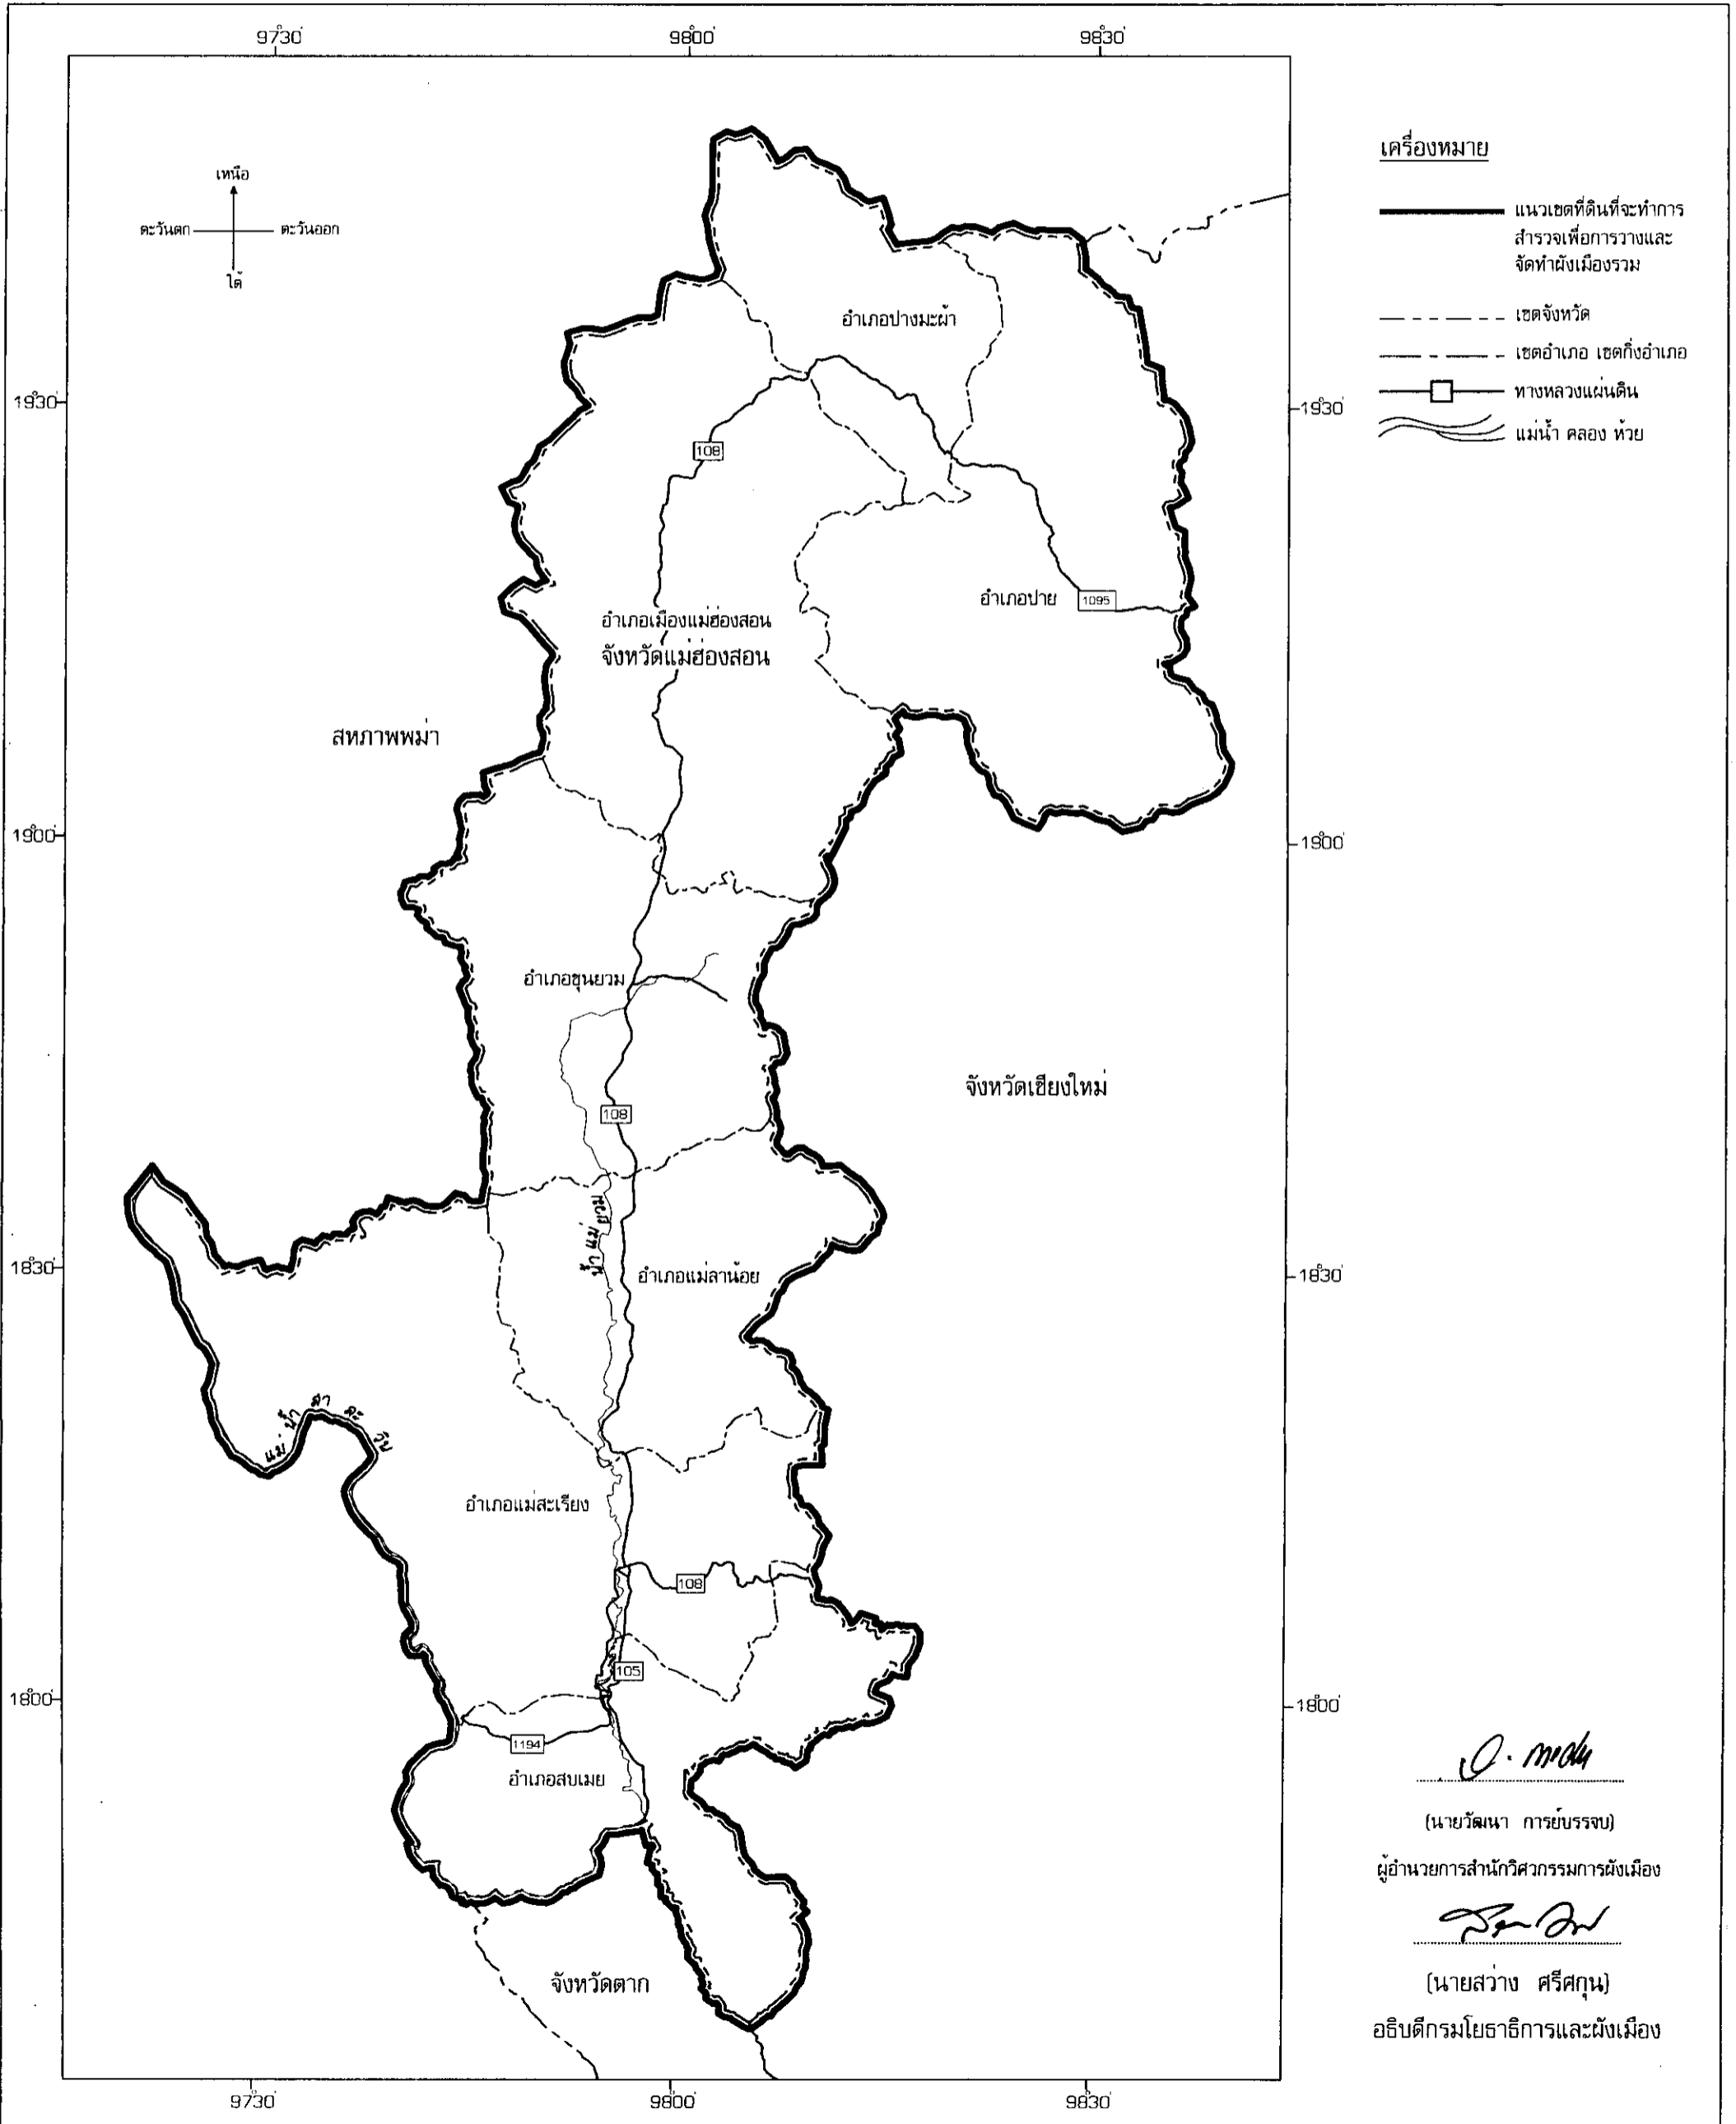 97°30' 98°00' 98°30'
เหนือ
ตะวันตก ตะวันออก
ใต้
เครื่องหมาย
แนวเขตที่ดินที่จะทำการ
สำรวจเพื่อการวางและ
จัดทำผังเมืองรวม
เขตจังหวัด
เขตอำเภอ เขตกิ่งอำเภอ
ทางหลวงแผ่นดิน
แม่น้ำ คลอง ห้วย
อำเภอปางมะผ้า
19°30' 19°30'
108
อำเภอปาย 1095
อำเภอเมืองแม่ฮ่องสอน
จังหวัดแม่ฮ่องสอน
สหภาพพม่า
19°00' 19°00'
อำเภอขุนยวม
จังหวัดเชียงใหม่
108
น้ำ แม่ ยวม
18°30' อำเภอแม่ลาน้อย 18°30'
แม่ น้ำ สา ละ วิน
อำเภอแม่สะเรียง
108
105
18°00' 18°00'
1194
อำเภอสบเมย
จังหวัดตาก
(นายวัฒนา การย์บรรจบ)
ผู้อำนวยการสำนักวิศวกรรมการผังเมือง
(นายสว่าง ศรีศกุน)
อธิบดีกรมโยธาธิการและผังเมือง
97°30' 98°00' 98°30'